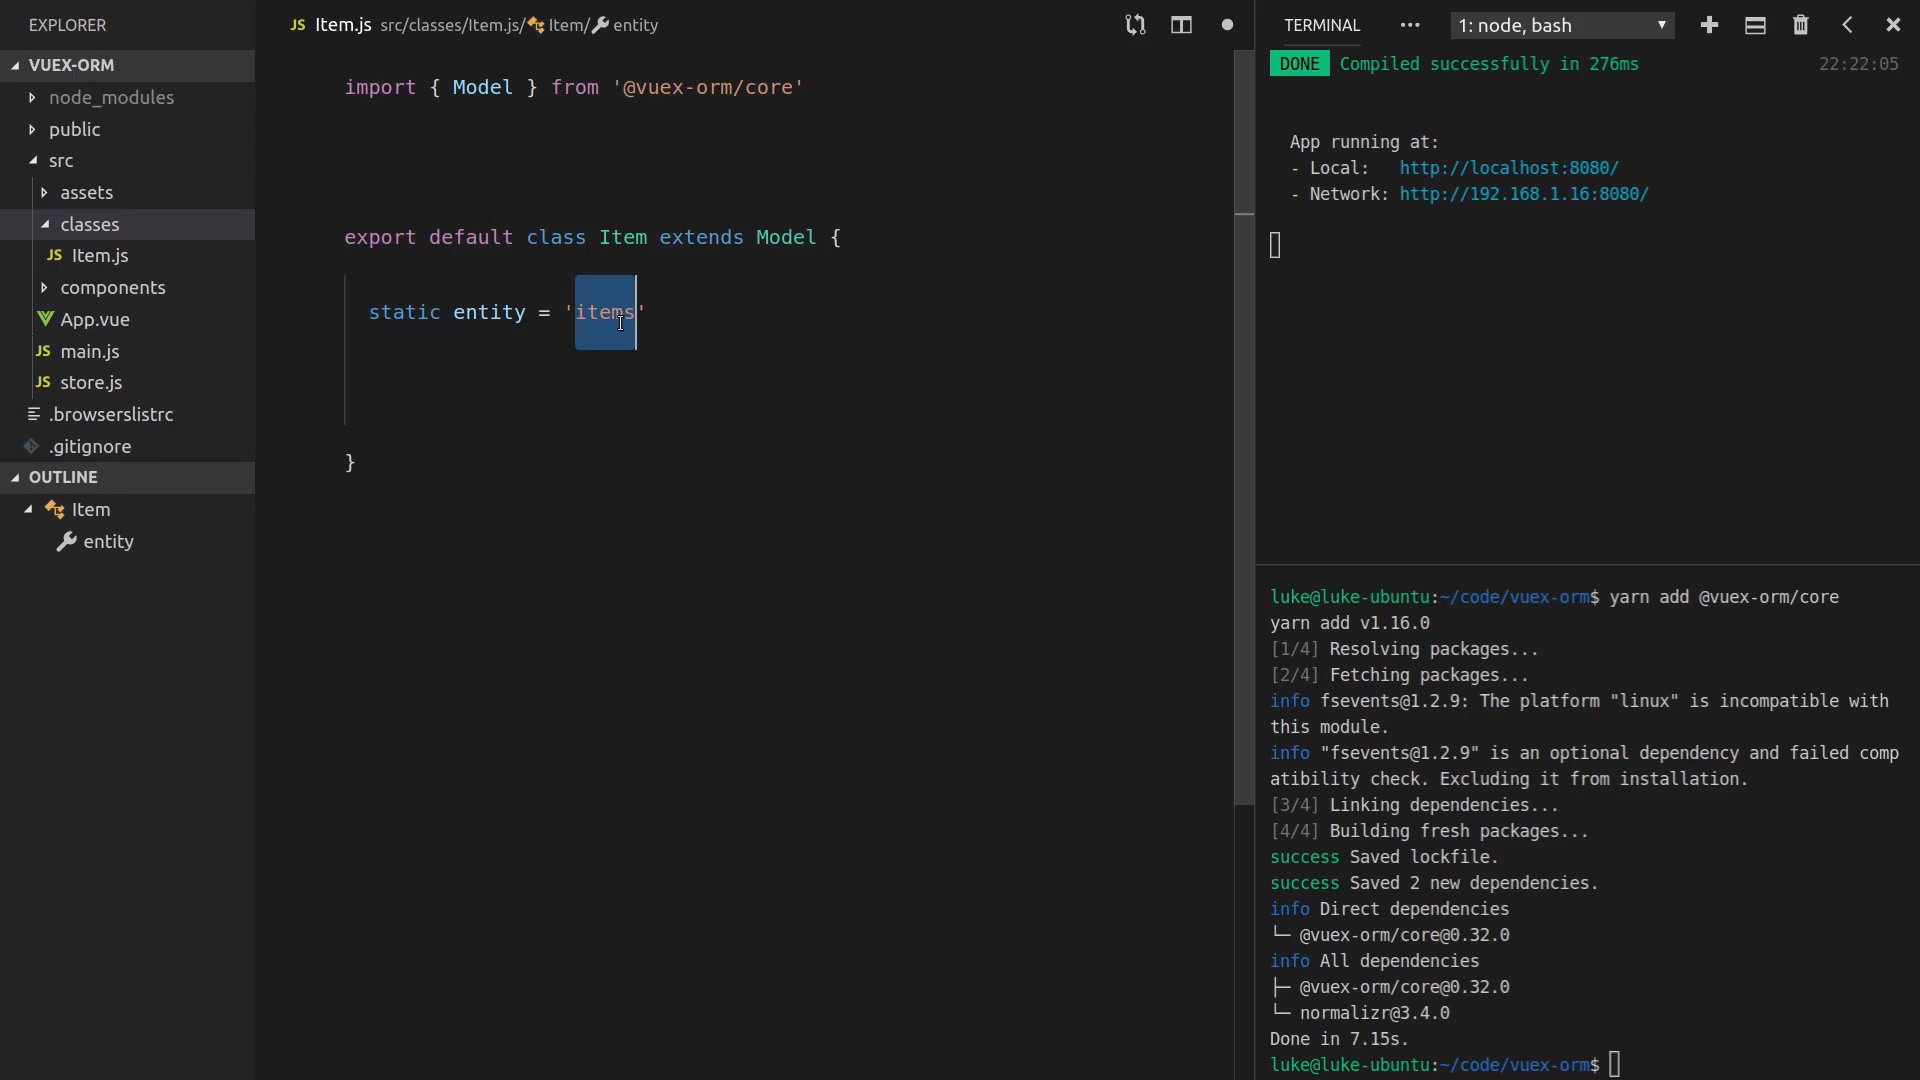 EXPLORER
VUEX-ORM
node_modules
public
src
assets
classes
JS Item.js
components
App.vue
JS main.js
JS store.js
.browserslistrc
.gitignore
OUTLINE
Item
entity
JS Item.js src/classes/Item.js/ Item/ entity
import { Model } from '@vuex-orm/core'
export default class Item extends Model {
static entity = 'items'
}
TERMINAL ··· 1: node, bash
DONE Compiled successfully in 276ms 22:22:05
App running at:
- Local: http://localhost:8080/
- Network: http://192.168.1.16:8080/
luke@luke-ubuntu:~/code/vuex-orm$ yarn add @vuex-orm/core
yarn add v1.16.0
[1/4] Resolving packages...
[2/4] Fetching packages...
info fsevents@1.2.9: The platform "linux" is incompatible with
this module.
info "fsevents@1.2.9" is an optional dependency and failed comp
atibility check. Excluding it from installation.
[3/4] Linking dependencies...
[4/4] Building fresh packages...
success Saved lockfile.
success Saved 2 new dependencies.
info Direct dependencies
└─ @vuex-orm/core@0.32.0
info All dependencies
├─ @vuex-orm/core@0.32.0
└─ normalizr@3.4.0
Done in 7.15s.
luke@luke-ubuntu:~/code/vuex-orm$